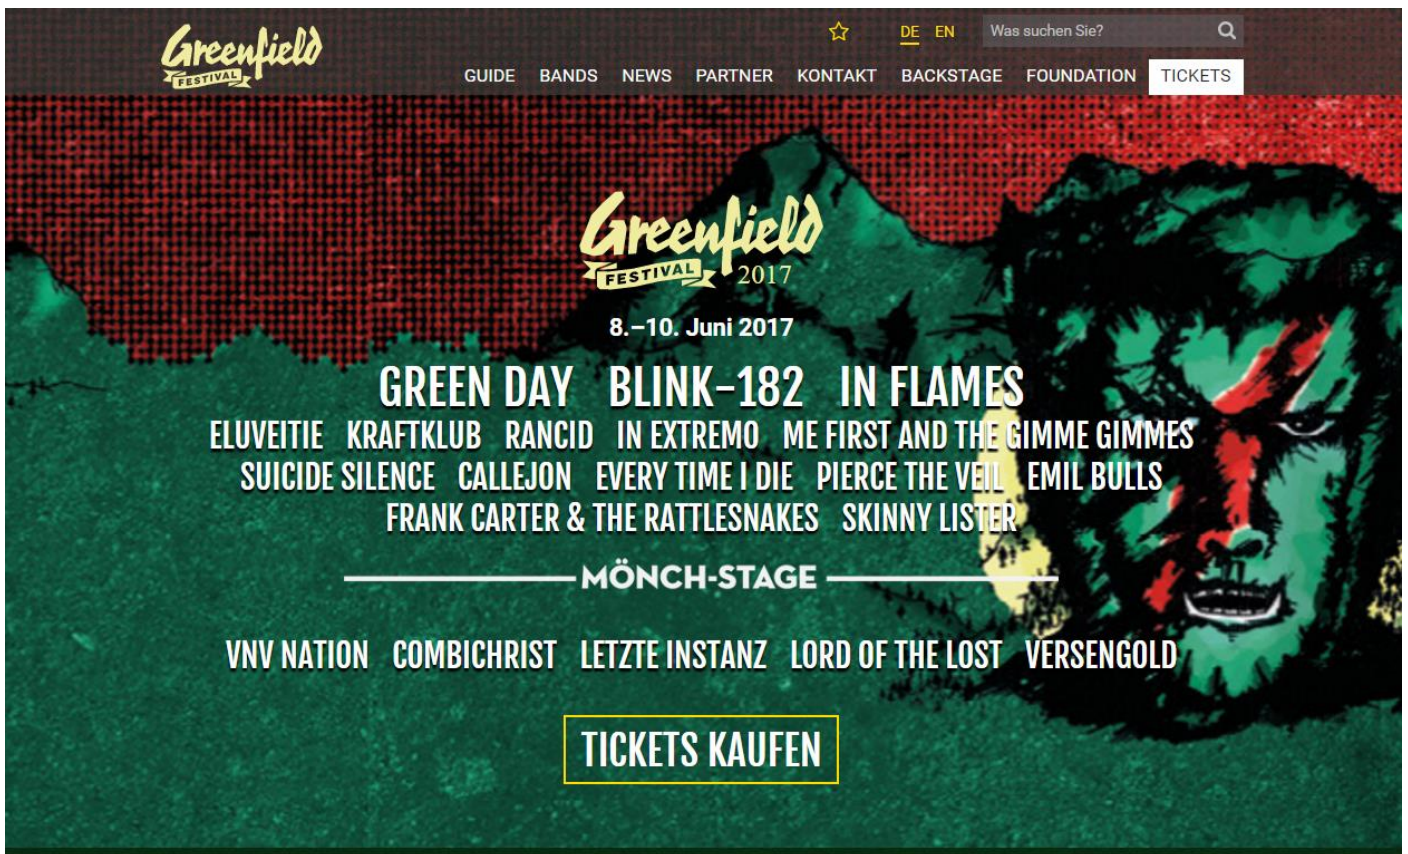 Greenfield
FESTIVAL
DE EN Was suchen Sie?
GUIDE BANDS NEWS PARTNER KONTAKT BACKSTAGE FOUNDATION TICKETS
Greenfield
FESTIVAL 2017
8.–10. Juni 2017
GREEN DAY BLINK-182 IN FLAMES
ELUVEITIE KRAFTKLUB RANCID IN EXTREMO ME FIRST AND THE GIMME GIMMES
SUICIDE SILENCE CALLEJON EVERY TIME I DIE PIERCE THE VEIL EMIL BULLS
FRANK CARTER & THE RATTLESNAKES SKINNY LISTER
MÖNCH-STAGE
VNV NATION COMBICHRIST LETZTE INSTANZ LORD OF THE LOST VERSENGOLD
TICKETS KAUFEN